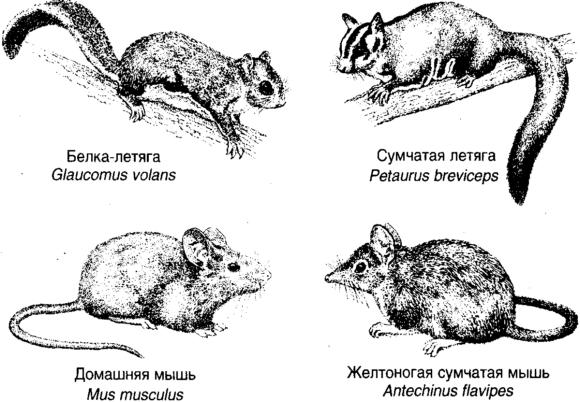 Белка-летяга
Glaucomus volans
Сумчатая летяга
Petaurus breviceps
Домашняя мышь
Mus musculus
Желтоногая сумчатая мышь
Antechinus flavipes